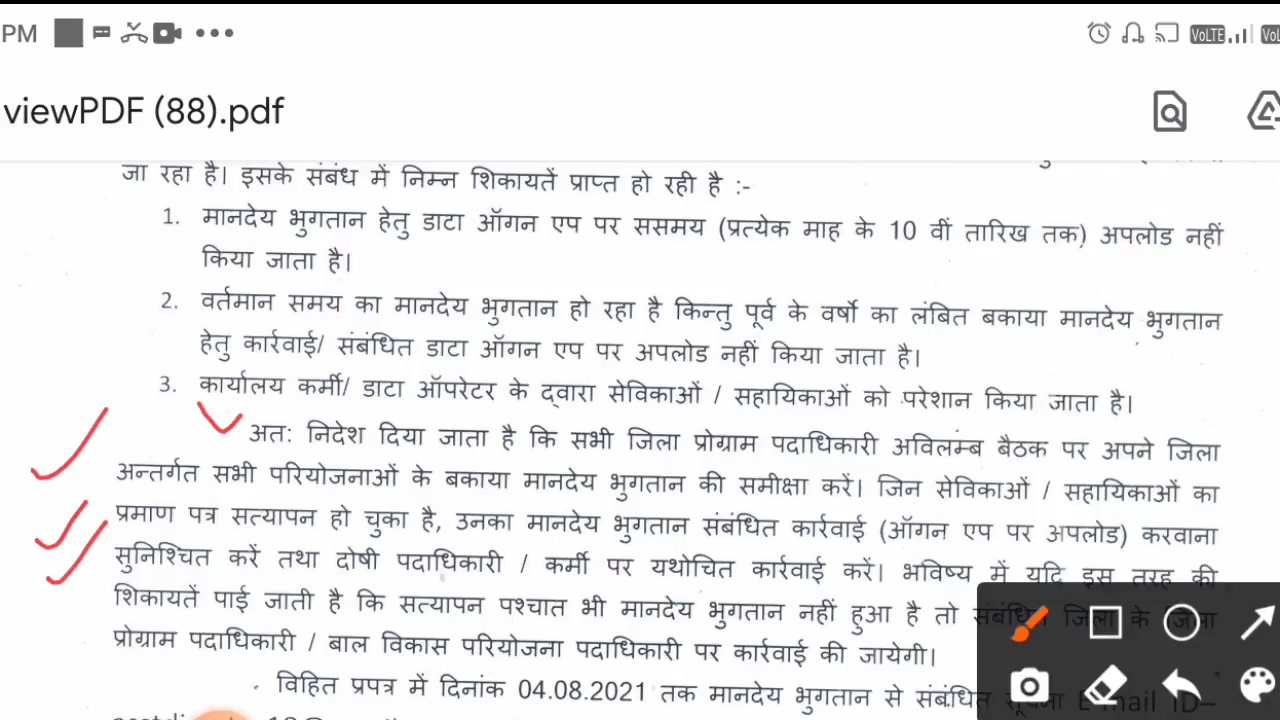 PM
VoLTE
viewPDF (88).pdf
जा रहा है। इसके संबंध में निम्न शिकायतें प्राप्त हो रही है :-
1. मानदेय भुगतान हेतु डाटा ऑगन एप पर ससमय (प्रत्येक माह के 10 वीं तारिख तक) अपलोड नहीं
किया जाता है।
2. वर्तमान समय का मानदेय भुगतान हो रहा है किन्तु पूर्व के वर्षो का लंबित बकाया मानदेय भुगतान
हेतु कार्रवाई/ संबंधित डाटा ऑगन एप पर अपलोड नहीं किया जाता है।
3. कार्यालय कर्मी/ डाटा ऑपरेटर के द्वारा सेविकाओं / सहायिकाओं को परेशान किया जाता है।
अतः निदेश दिया जाता है कि सभी जिला प्रोग्राम पदाधिकारी अविलम्ब बैठक पर अपने जिला
अन्तर्गत सभी परियोजनाओं के बकाया मानदेय भुगतान की समीक्षा करें। जिन सेविकाओं / सहायिकाओं का
प्रमाण पत्र सत्यापन हो चुका है, उनका मानदेय भुगतान संबंधित कार्रवाई (ऑगन एप पर अपलोड) करवाना
सुनिश्चित करें तथा दोषी पदाधिकारी / कर्मी पर यथोचित कार्रवाई करें। भविष्य में यदि इस तरह की
शिकायतें पाई जाती है कि सत्यापन पश्चात भी मानदेय भुगतान नहीं हुआ है तो संबंधित जिला के जिला
प्रोग्राम पदाधिकारी / बाल विकास परियोजना पदाधिकारी पर कार्रवाई की जायेगी।
विहित प्रपत्र में दिनांक 04.08.2021 तक मानदेय भुगतान से संबंधित सूचना E-mail ID–